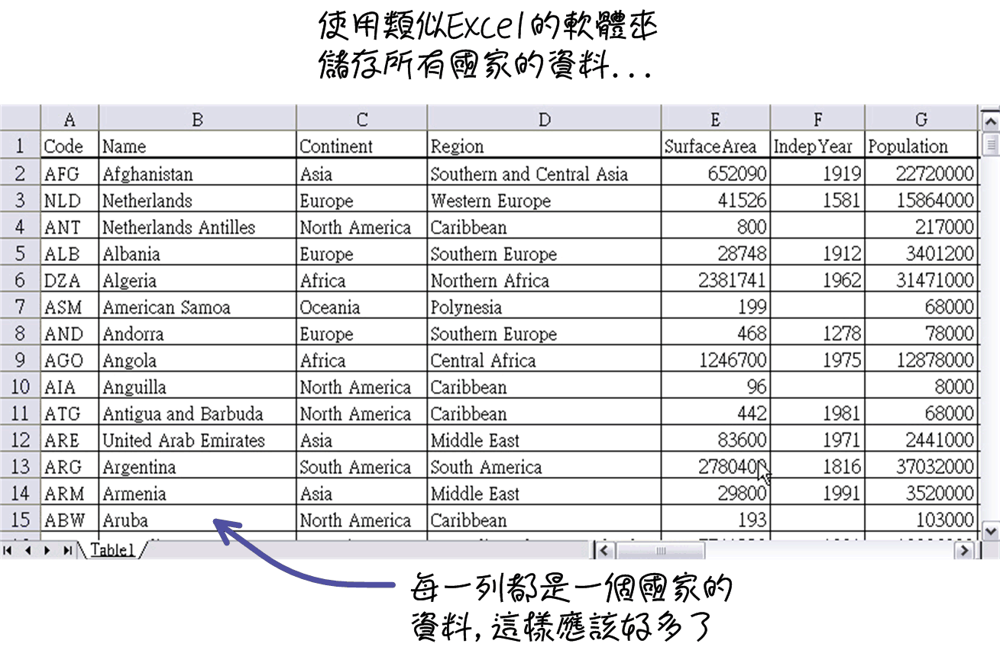 使用類似Excel的軟體來
儲存所有國家的資料...
A B C D E F G
1 Code Name Continent Region SurfaceArea IndepYear Population
2 AFG Afghanistan Asia Southern and Central Asia 652090 1919 22720000
3 NLD Netherlands Europe Western Europe 41526 1581 15864000
4 ANT Netherlands Antilles North America Caribbean 800 217000
5 ALB Albania Europe Southern Europe 28748 1912 3401200
6 DZA Algeria Africa Northern Africa 2381741 1962 31471000
7 ASM American Samoa Oceania Polynesia 199 68000
8 AND Andorra Europe Southern Europe 468 1278 78000
9 AGO Angola Africa Central Africa 1246700 1975 12878000
10 AIA Anguilla North America Caribbean 96 8000
11 ATG Antigua and Barbuda North America Caribbean 442 1981 68000
12 ARE United Arab Emirates Asia Middle East 83600 1971 2441000
13 ARG Argentina South America South America 2780400 1816 37032000
14 ARM Armenia Asia Middle East 29800 1991 3520000
15 ABW Aruba North America Caribbean 193 103000
Table1
每一列都是一個國家的
資料,這樣應該好多了